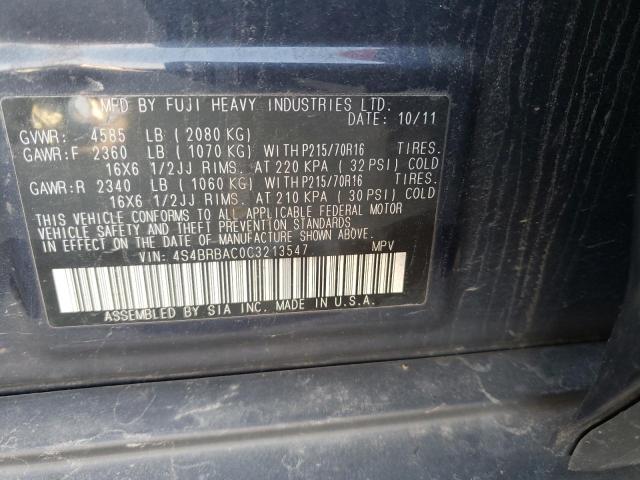 MFD BY FUJI HEAVY INDUSTRIES LTD.
DATE: 10/11
GVWR: 4585 LB (2080 KG)
GAWR:F 2360 LB (1070 KG) WITH P215/70R16 TIRES.
16X6 1/2JJ RIMS. AT 220 KPA (32 PSI) COLD
GAWR:R 2340 LB (1060 KG) WITH P215/70R16 TIRES.
16X6 1/2JJ RIMS. AT 210 KPA (30 PSI) COLD
THIS VEHICLE CONFORMS TO ALL APPLICABLE FEDERAL MOTOR
VEHICLE SAFETY AND THEFT PREVENTION STANDARDS
IN EFFECT ON THE DATE OF MANUFACTURE SHOWN ABOVE.
VIN: 4S4BRBAC0C3213547 MPV
ASSEMBLED BY SIA INC. MADE IN U.S.A.